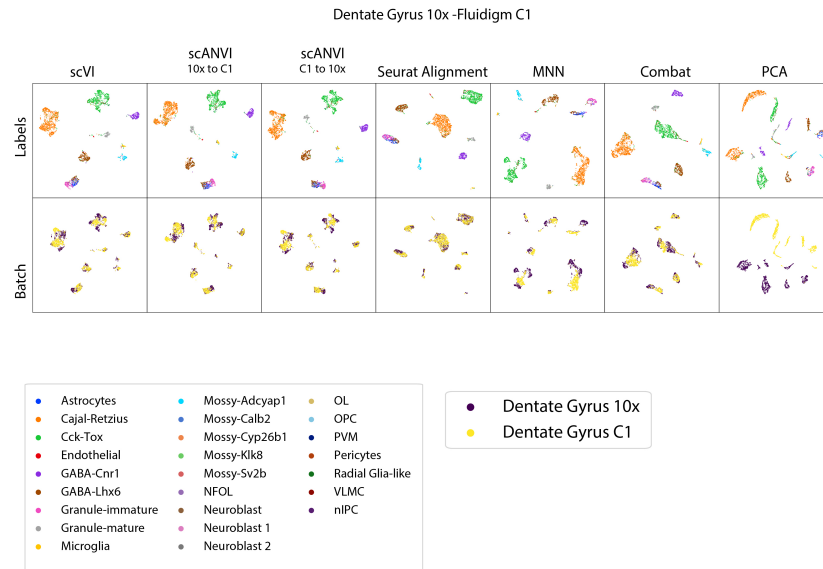 Dentate Gyrus 10x -Fluidigm C1
scVI
scANVI
10x to C1
scANVI
C1 to 10x
Seurat Alignment
MNN
Combat
PCA
Labels
Batch
Astrocytes
Cajal-Retzius
Cck-Tox
Endothelial
GABA-Cnr1
GABA-Lhx6
Granule-immature
Granule-mature
Microglia
Mossy-Adcyap1
Mossy-Calb2
Mossy-Cyp26b1
Mossy-Klk8
Mossy-Sv2b
NFOL
Neuroblast
Neuroblast 1
Neuroblast 2
OL
OPC
PVM
Pericytes
Radial Glia-like
VLMC
nIPC
Dentate Gyrus 10x
Dentate Gyrus C1